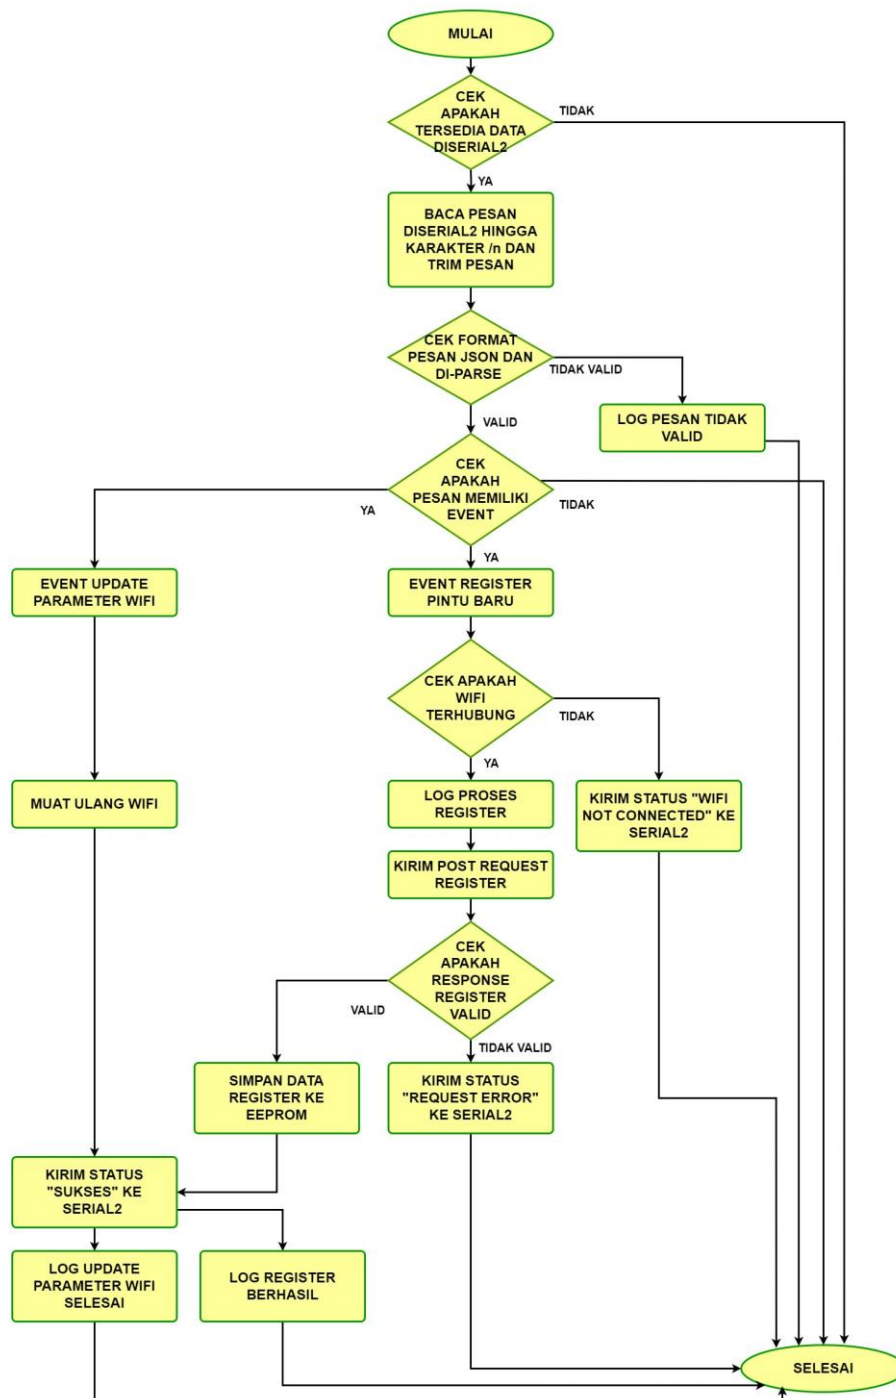 MULAI
CEK
APAKAH
TERSEDIA DATA
DISERIAL2
TIDAK
YA
BACA PESAN
DISERIAL2 HINGGA
KARAKTER /n DAN
TRIM PESAN
CEK FORMAT
PESAN JSON DAN
DI-PARSE
TIDAK VALID
LOG PESAN TIDAK
VALID
VALID
CEK
APAKAH
PESAN MEMILIKI
EVENT
YA
TIDAK
YA
EVENT UPDATE
PARAMETER WIFI
EVENT REGISTER
PINTU BARU
CEK APAKAH
WIFI
TERHUBUNG
TIDAK
YA
MUAT ULANG WIFI
LOG PROSES
REGISTER
KIRIM STATUS "WIFI
NOT CONNECTED" KE
SERIAL2
KIRIM POST REQUEST
REGISTER
CEK
APAKAH
RESPONSE
REGISTER
VALID
VALID
TIDAK VALID
SIMPAN DATA
REGISTER KE
EEPROM
KIRIM STATUS
"REQUEST ERROR"
KE SERIAL2
KIRIM STATUS
"SUKSES" KE
SERIAL2
LOG UPDATE
PARAMETER WIFI
SELESAI
LOG REGISTER
BERHASIL
SELESAI